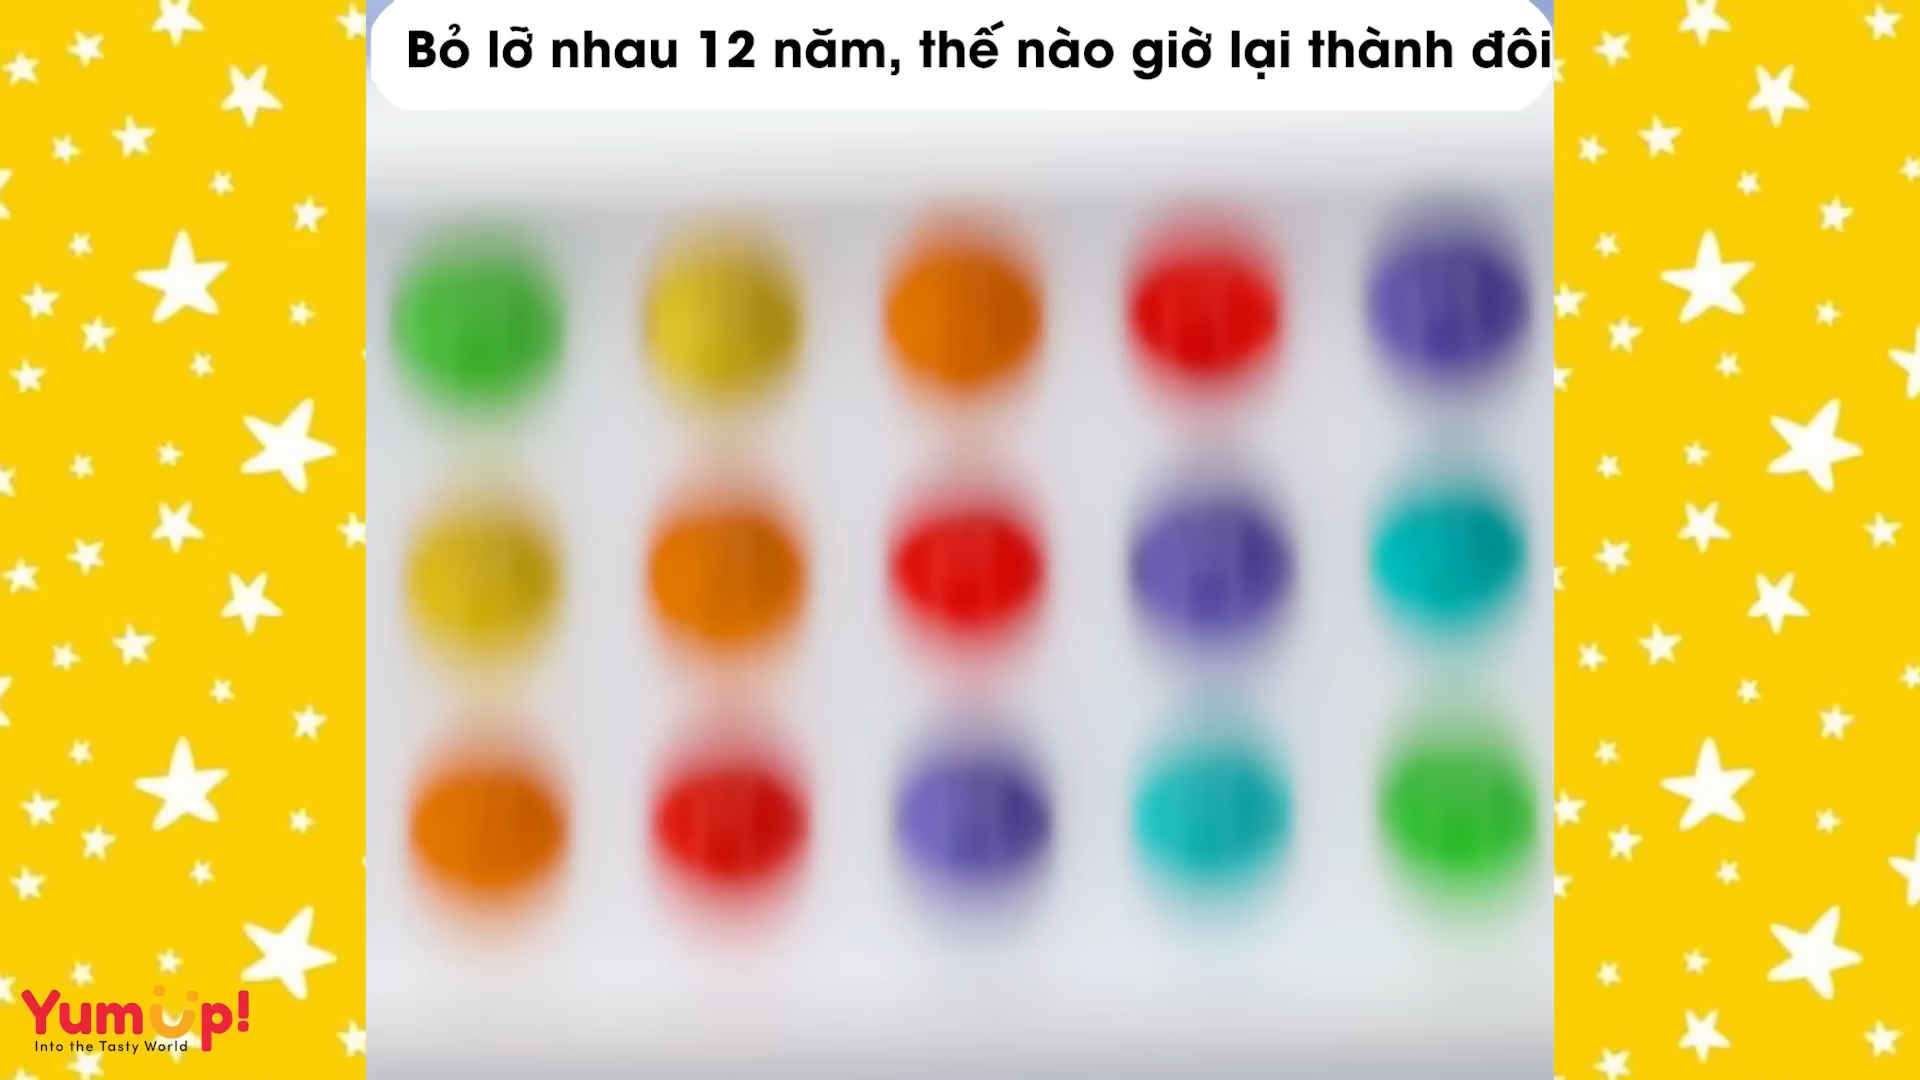 Bỏ lỡ nhau 12 năm, thế nào giờ lại thành đôi
YumUp!
Into the Tasty World